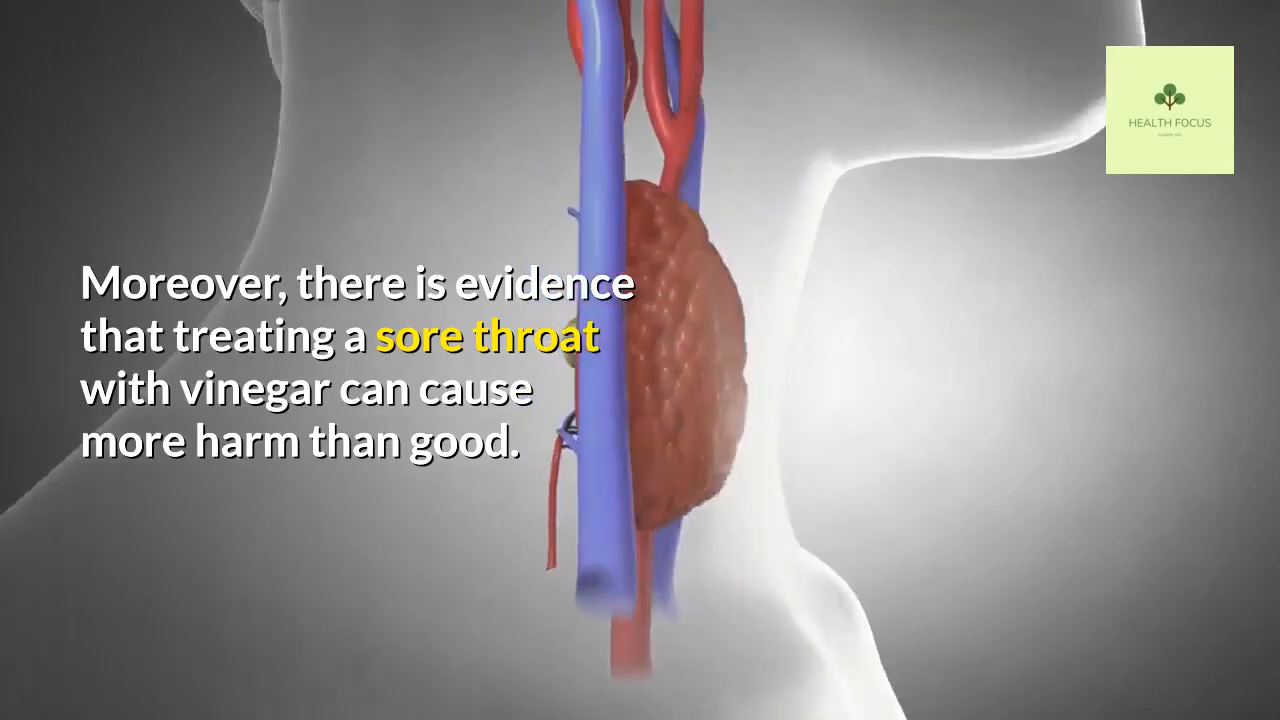 HEALTH FOCUS
Moreover, there is evidence
that treating a sore throat
with vinegar can cause
more harm than good.